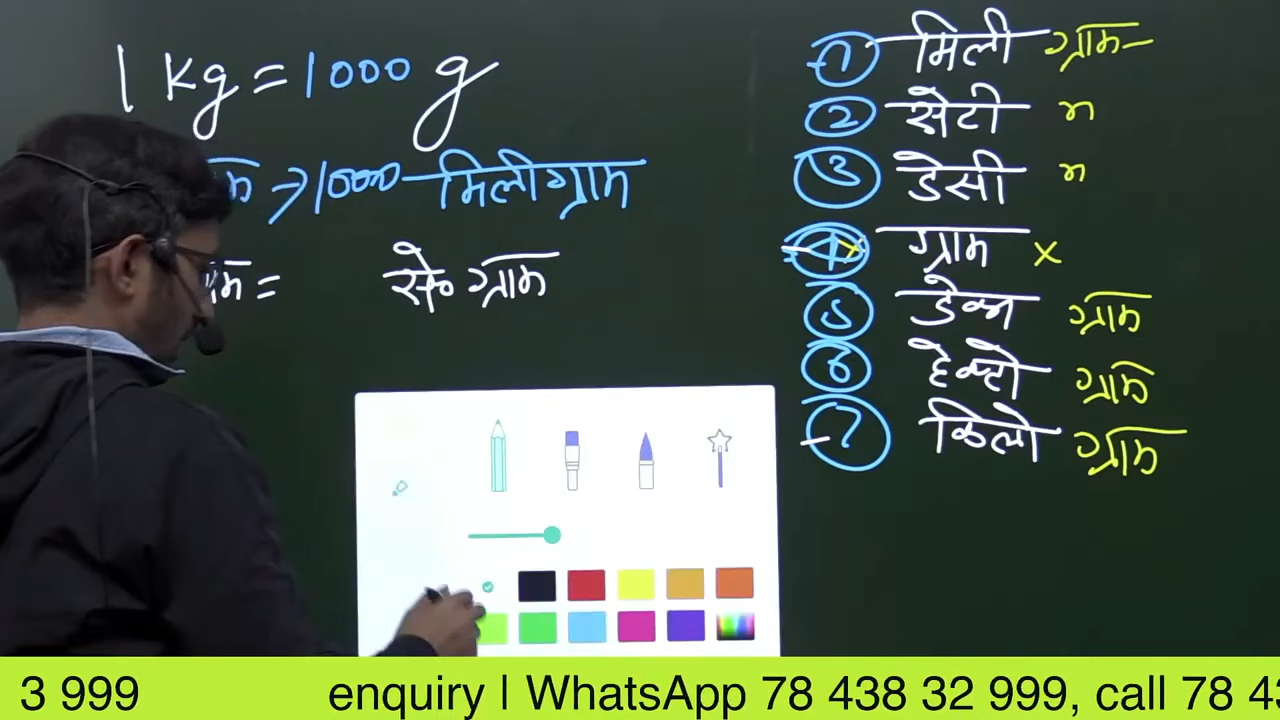 1 Kg = 1000 g
→ 1000 मिलीग्राम
= से० ग्राम
1 मिली ग्राम
2 सेंटी "
3 डेसी "
4 ग्राम ×
5 डेका ग्राम
6 हेक्टो ग्राम
7 किलो ग्राम
3 999 enquiry | WhatsApp 78 438 32 999, call 78 43